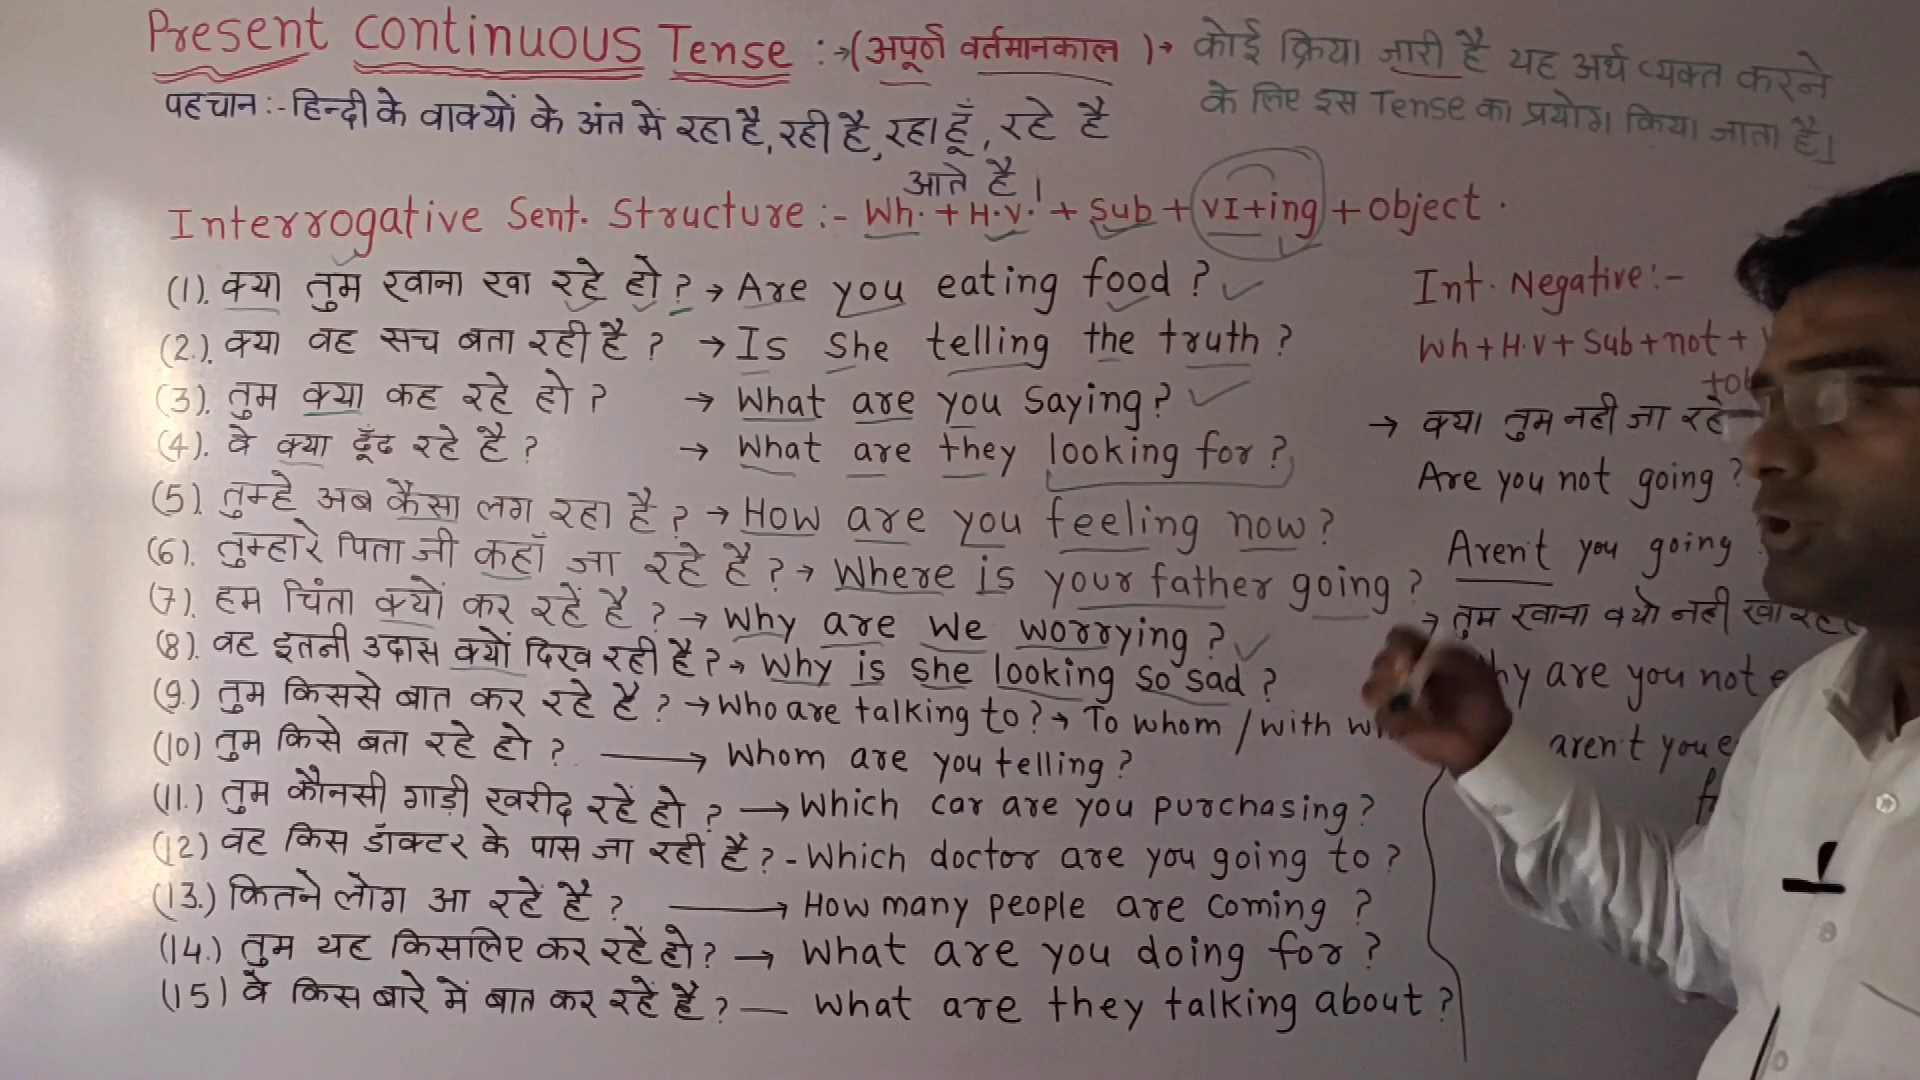 Present Continuous Tense :→(अपूर्ण वर्तमानकाल )→ कोई क्रिया जारी है यह अर्थ व्यक्त करने
के लिए इस Tense का प्रयोग किया जाता है।
पहचान:- हिन्दी के वाक्यों के अंत में रहा है, रही है, रहा हूँ, रहे है
आते है।
Interrogative Sent. Structure:- Wh. + H.V. + Sub + VI+ing + Object.
(1). क्या तुम खाना खा रहे हो? → Are you eating food?
(2.). क्या वह सच बता रही है? → Is She telling the truth?
(3). तुम क्या कह रहे हो? → What are you Saying?
(4). वे क्या ढूँढ रहे है? → What are they looking for?
(5). तुम्हे अब कैसा लग रहा है? → How are you feeling now?
(6). तुम्हारे पिता जी कहाँ जा रहे है? → Where is your father going?
(7). हम चिंता क्यों कर रहें है? → Why are We worrying?
(8). वह इतनी उदास क्यों दिख रही है? → Why is she looking so sad?
(9.) तुम किससे बात कर रहे है? → Who are talking to? → To whom / with
(10) तुम किसे बता रहे हो? → Whom are you telling?
(11.) तुम कौनसी गाड़ी खरीद रहें हो? → Which car are you purchasing?
(12) वह किस डॉक्टर के पास जा रही है? - Which doctor are you going to?
(13.) कितने लोग आ रहें है? → How many people are coming?
(14.) तुम यह किसलिए कर रहें हो? → What are you doing for?
(15) वे किस बारे में बात कर रहें है? — What are they talking about?
Int. Negative:-
Wh + H.V + Sub + not +
→ क्या तुम नही जा रहे
Are you not going?
Aren't you going
→ तुम खाना क्यो नही खा रहे
are you not
aren't you